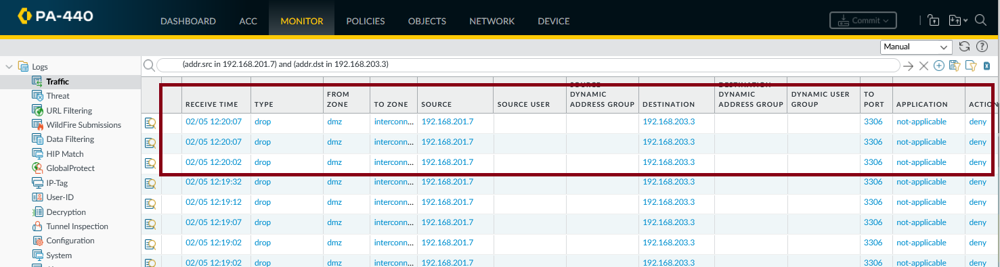 PA-440
DASHBOARD ACC MONITOR POLICIES OBJECTS NETWORK DEVICE Commit
Manual
Logs
Traffic
Threat
URL Filtering
WildFire Submissions
Data Filtering
HIP Match
GlobalProtect
IP-Tag
User-ID
Decryption
Tunnel Inspection
Configuration
System
(addr.src in 192.168.201.7) and (addr.dst in 192.168.203.3)
RECEIVE TIME TYPE FROM ZONE TO ZONE SOURCE SOURCE USER SOURCE DYNAMIC ADDRESS GROUP DESTINATION DESTINATION DYNAMIC ADDRESS GROUP DYNAMIC USER GROUP TO PORT APPLICATION ACTION
02/05 12:20:07 drop dmz interconn... 192.168.201.7 192.168.203.3 3306 not-applicable deny
02/05 12:20:07 drop dmz interconn... 192.168.201.7 192.168.203.3 3306 not-applicable deny
02/05 12:20:02 drop dmz interconn... 192.168.201.7 192.168.203.3 3306 not-applicable deny
02/05 12:19:32 drop dmz interconn... 192.168.201.7 192.168.203.3 3306 not-applicable deny
02/05 12:19:12 drop dmz interconn... 192.168.201.7 192.168.203.3 3306 not-applicable deny
02/05 12:19:07 drop dmz interconn... 192.168.201.7 192.168.203.3 3306 not-applicable deny
02/05 12:19:02 drop dmz interconn... 192.168.201.7 192.168.203.3 3306 not-applicable deny
02/05 12:19:02 drop dmz interconn... 192.168.201.7 192.168.203.3 3306 not-applicable deny